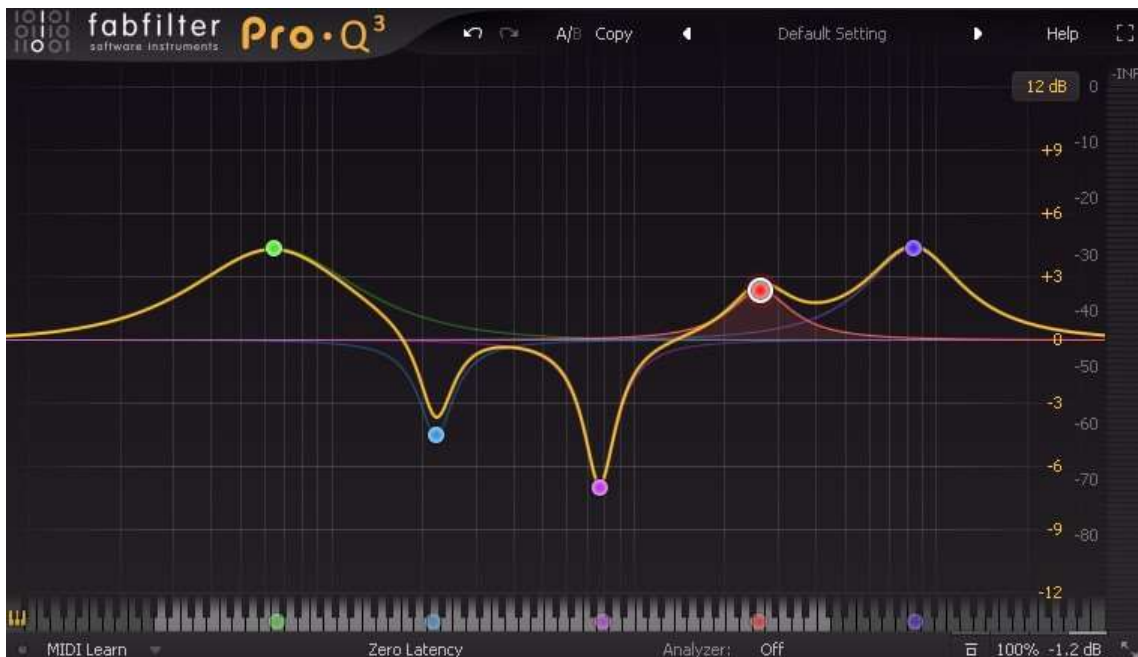 fabfilter
software instruments
Pro·Q³
A/B Copy
Default Setting
Help
-INF
12 dB 0
+9 -10
+6 -20
-30
+3
-40
0
-50
-3
-60
-6
-70
-9 -80
-12
MIDI Learn
Zero Latency
Analyzer: Off
100% -1.2 dB